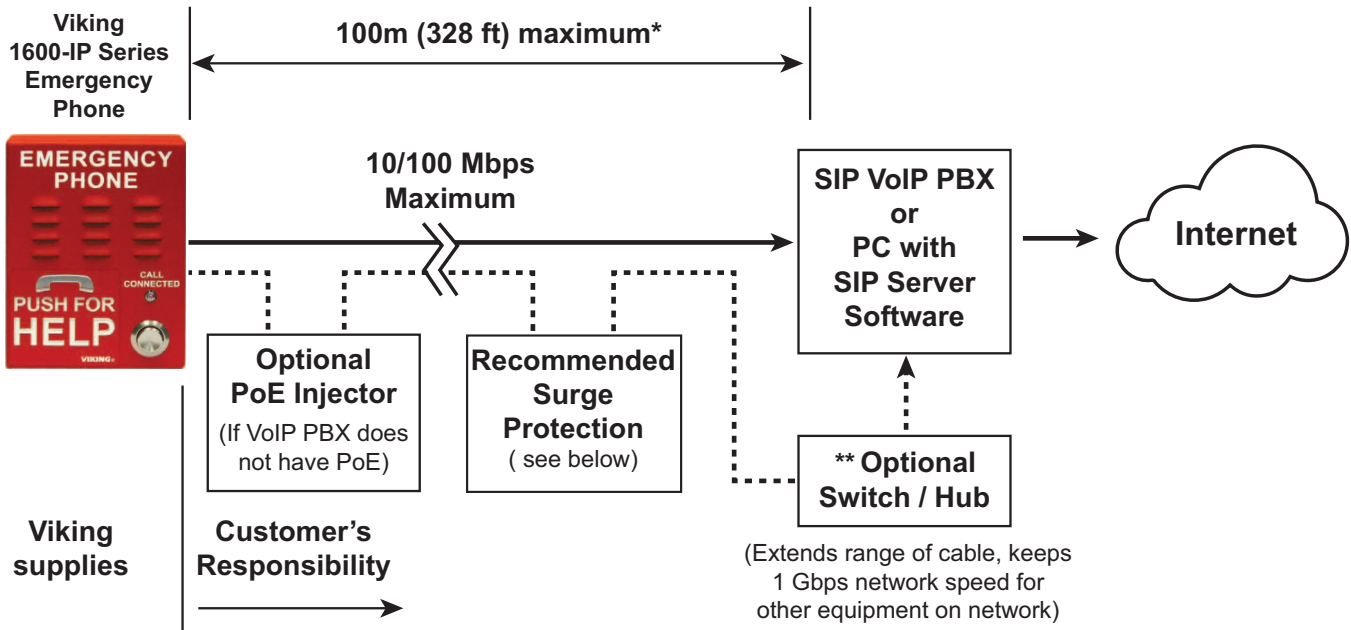 Viking
1600-IP Series
Emergency
Phone
100m (328 ft) maximum*
EMERGENCY
PHONE
CALL
CONNECTED
PUSH FOR
HELP
VIKING®
10/100 Mbps
Maximum
SIP VoIP PBX
or
PC with
SIP Server
Software
Internet
Optional
PoE Injector
(If VoIP PBX does
not have PoE)
Recommended
Surge
Protection
( see below)
** Optional
Switch / Hub
(Extends range of cable, keeps
1 Gbps network speed for
other equipment on network)
Viking
supplies
Customer’s
Responsibility